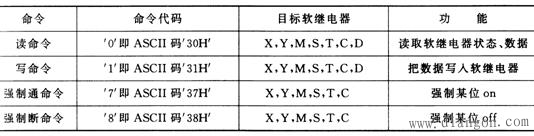 命令 命令代码 目标软继电器 功 能
读命令 '0'即 ASCII 码'30H' X,Y,M,S,T,C,D 读取软继电器状态、数据
写命令 '1'即 ASCII 码'31H' X,Y,M,S,T,C,D 把数据写入软继电器
强制通命令 '7'即 ASCII 码'37H' X,Y,M,S,T,C 强制某位 on
强制断命令 '8'即 ASCII 码'38H' X,Y,M,S,T,C 强制某位 off
www.diangon.com